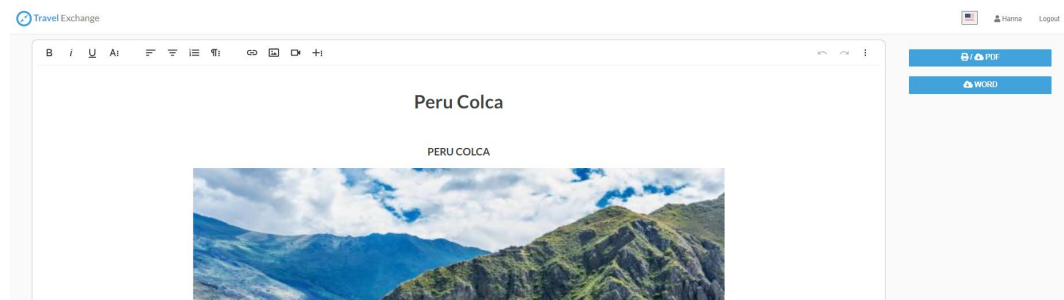 Travel Exchange
Hanna
Logout
B i U A
/ PDF
WORD
Peru Colca
PERU COLCA